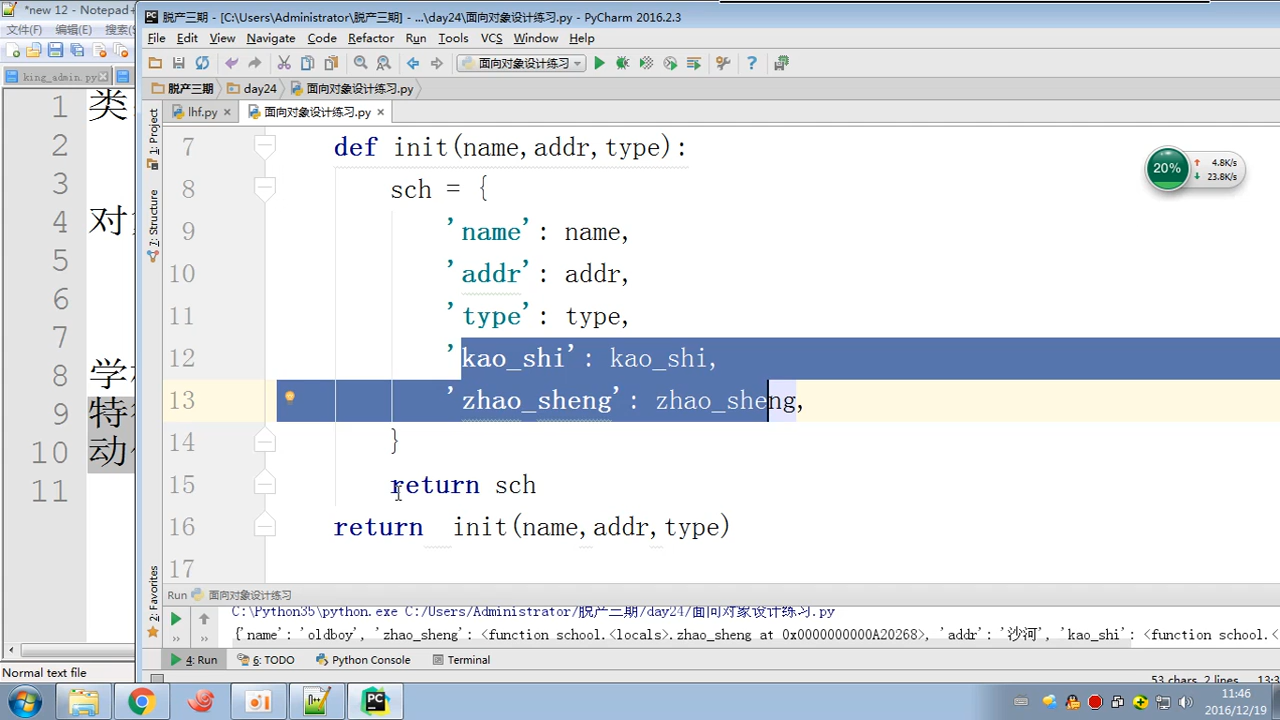 *new 12 - Notepad+
脱产三期 - [C:\Users\Administrator\脱产三期] - ...\day24\面向对象设计练习.py - PyCharm 2016.2.3
文件(F) 编辑(E) 搜索(S
File Edit View Navigate Code Refactor Run Tools VCS Window Help
面向对象设计练习
king_admin.py
脱产三期 day24 面向对象设计练习.py
lhf.py 面向对象设计练习.py
1 类
2
3
4 对
5
6
7
8 学
9 特
10 动
11
1: Project
7: Structure
2: Favorites
7 def init(name,addr,type):
8 sch = {
9 'name': name,
10 'addr': addr,
11 'type': type,
12 'kao_shi': kao_shi,
13 'zhao_sheng': zhao_sheng,
14 }
15 return sch
16 return init(name,addr,type)
17
20% 4.8K/s
23.8K/s
Run 面向对象设计练习
C:\Python35\python.exe C:/Users/Administrator/脱产三期/day24/面向对象设计练习.py
{'name': 'oldboy', 'zhao_sheng': <function school.<locals>.zhao_sheng at 0x0000000000A20268>, 'addr': '沙河', 'kao_shi': <function school.<
4: Run 6: TODO Python Console Terminal
Normal text file
53 chars, 2 lines
11:46
2016/12/19